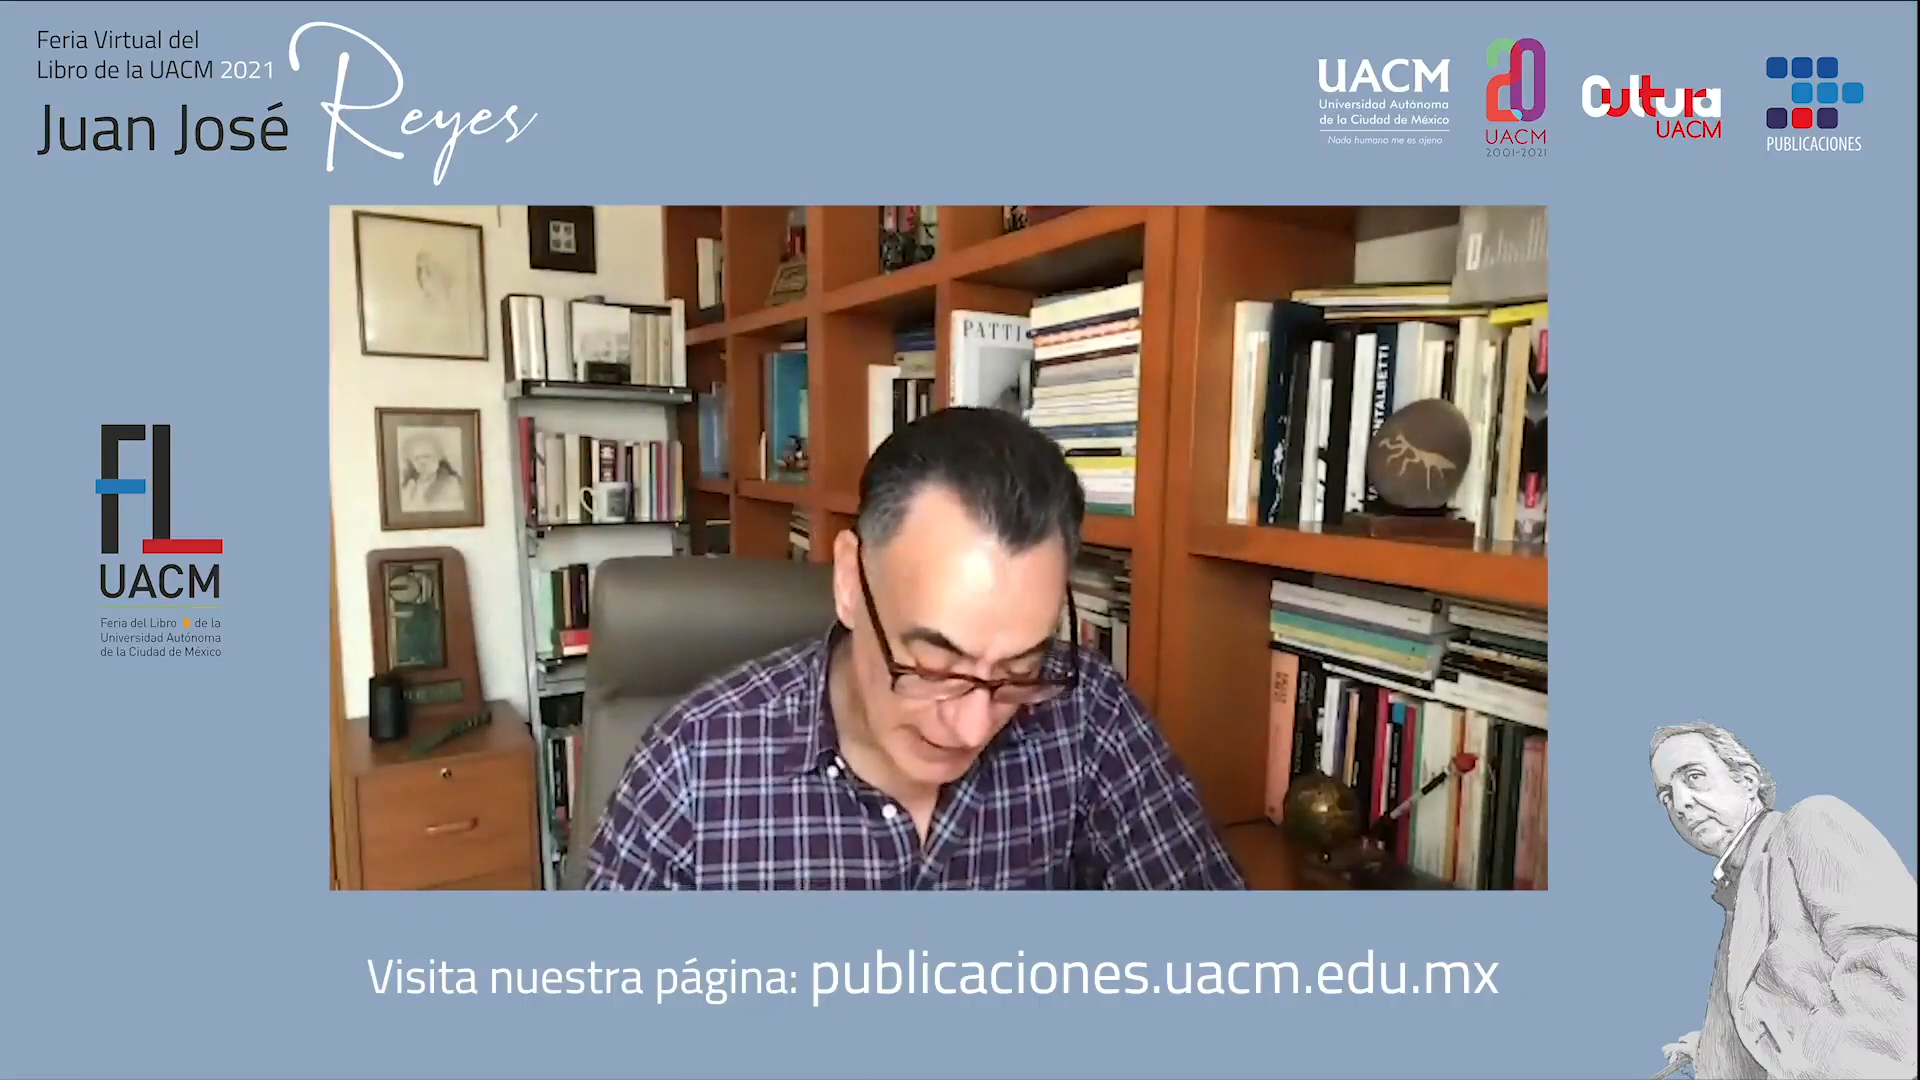 Feria Virtual del
Libro de la UACM 2021
Juan José Reyes
UACM
Universidad Autónoma
de la Ciudad de México
Nada humano me es ajeno
20
UACM
2001-2021
Cultura
UACM
PUBLICACIONES
PATTI
FL
UACM
Feria del Libro de la
Universidad Autónoma
de la Ciudad de México
Visita nuestra página: publicaciones.uacm.edu.mx